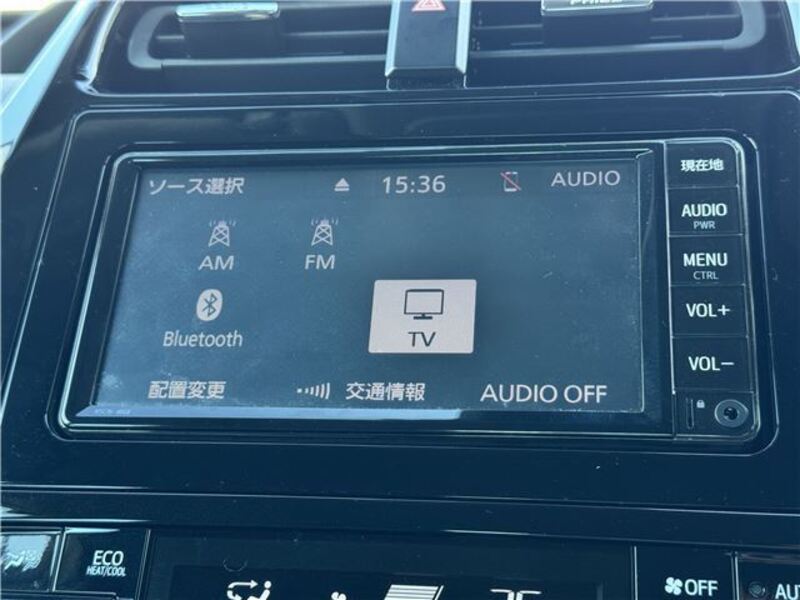 ソース選択 15:36 AUDIO
現在地
AUDIO
PWR
AM FM
MENU
CTRL
VOL+
Bluetooth TV
VOL−
配置変更 交通情報 AUDIO OFF
ECO
HEAT/COOL
OFF